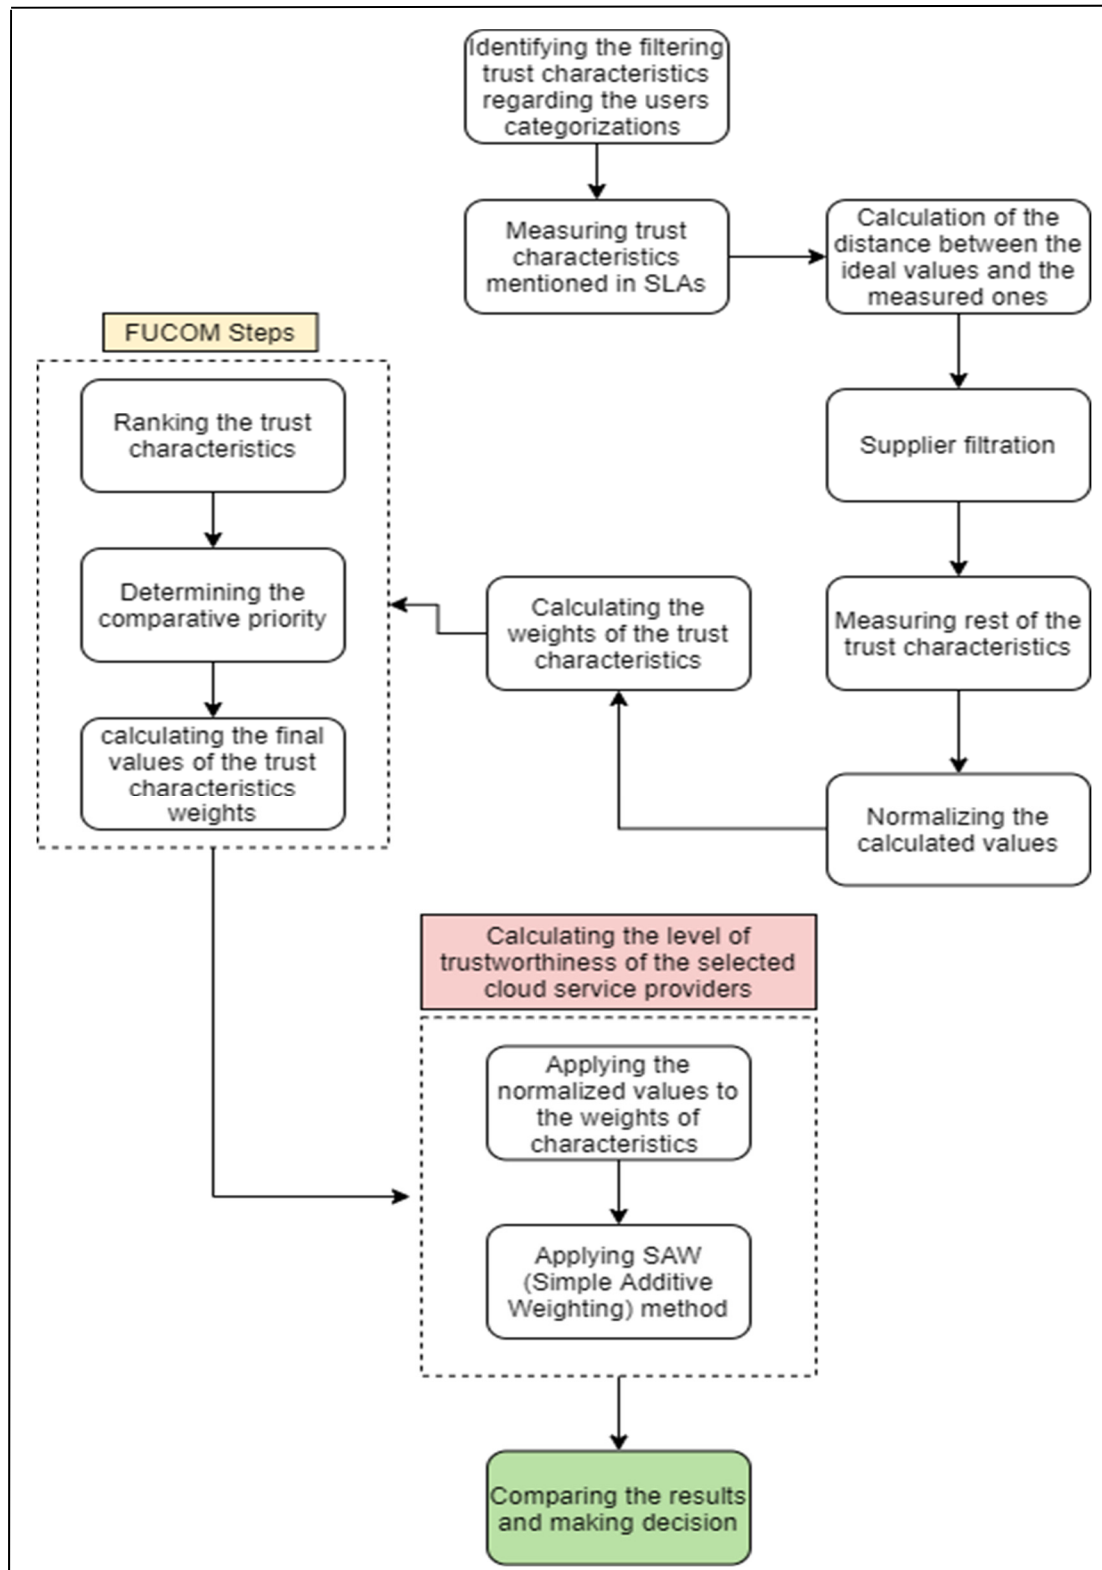 Identifying the filtering
trust characteristics
regarding the users
categorizations
Measuring trust
characteristics
mentioned in SLAs
Calculation of the
distance between the
ideal values and the
measured ones
Supplier filtration
Measuring rest of the
trust characteristics
Normalizing the
calculated values
Calculating the
weights of the trust
characteristics
FUCOM Steps
Ranking the trust
characteristics
Determining the
comparative priority
calculating the final
values of the trust
characteristics
weights
Calculating the level of
trustworthiness of the selected
cloud service providers
Applying the
normalized values to
the weights of
characteristics
Applying SAW
(Simple Additive
Weighting) method
Comparing the results
and making decision